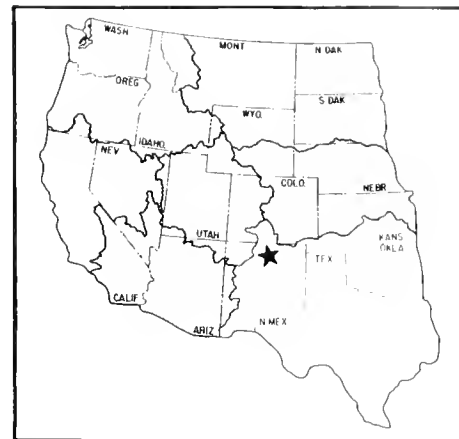 WASH
MONT
N DAK
OREG
S DAK
WYO.
IDAHO.
NEV
COLO.
NEBR
UTAH
KANS
OKLA
TEX
CALIF
N MEX
ARIZ